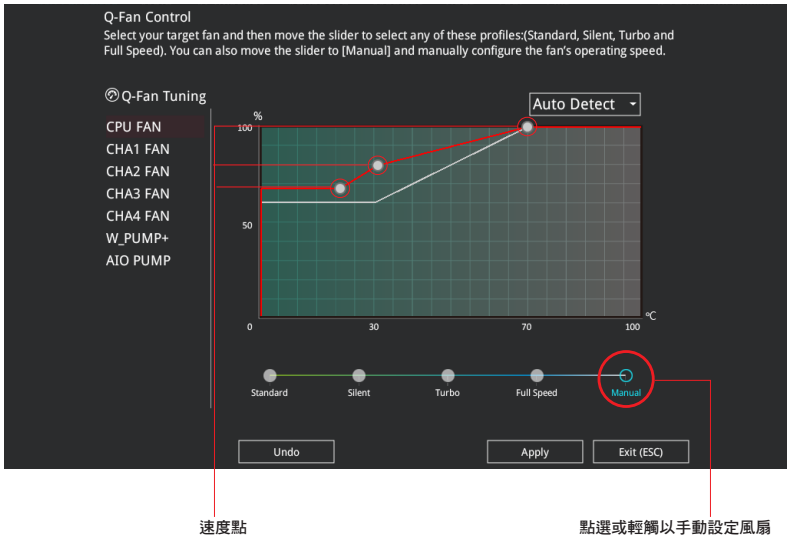 Q-Fan Control
Select your target fan and then move the slider to select any of these profiles:(Standard, Silent, Turbo and
Full Speed). You can also move the slider to [Manual] and manually configure the fan's operating speed.
Q-Fan Tuning
Auto Detect
CPU FAN
CHA1 FAN
CHA2 FAN
CHA3 FAN
CHA4 FAN
W_PUMP+
AIO PUMP
%
100
50
0 30 70 100 ℃
Standard Silent Turbo Full Speed Manual
Undo Apply Exit (ESC)
速度點 點選或輕觸以手動設定風扇